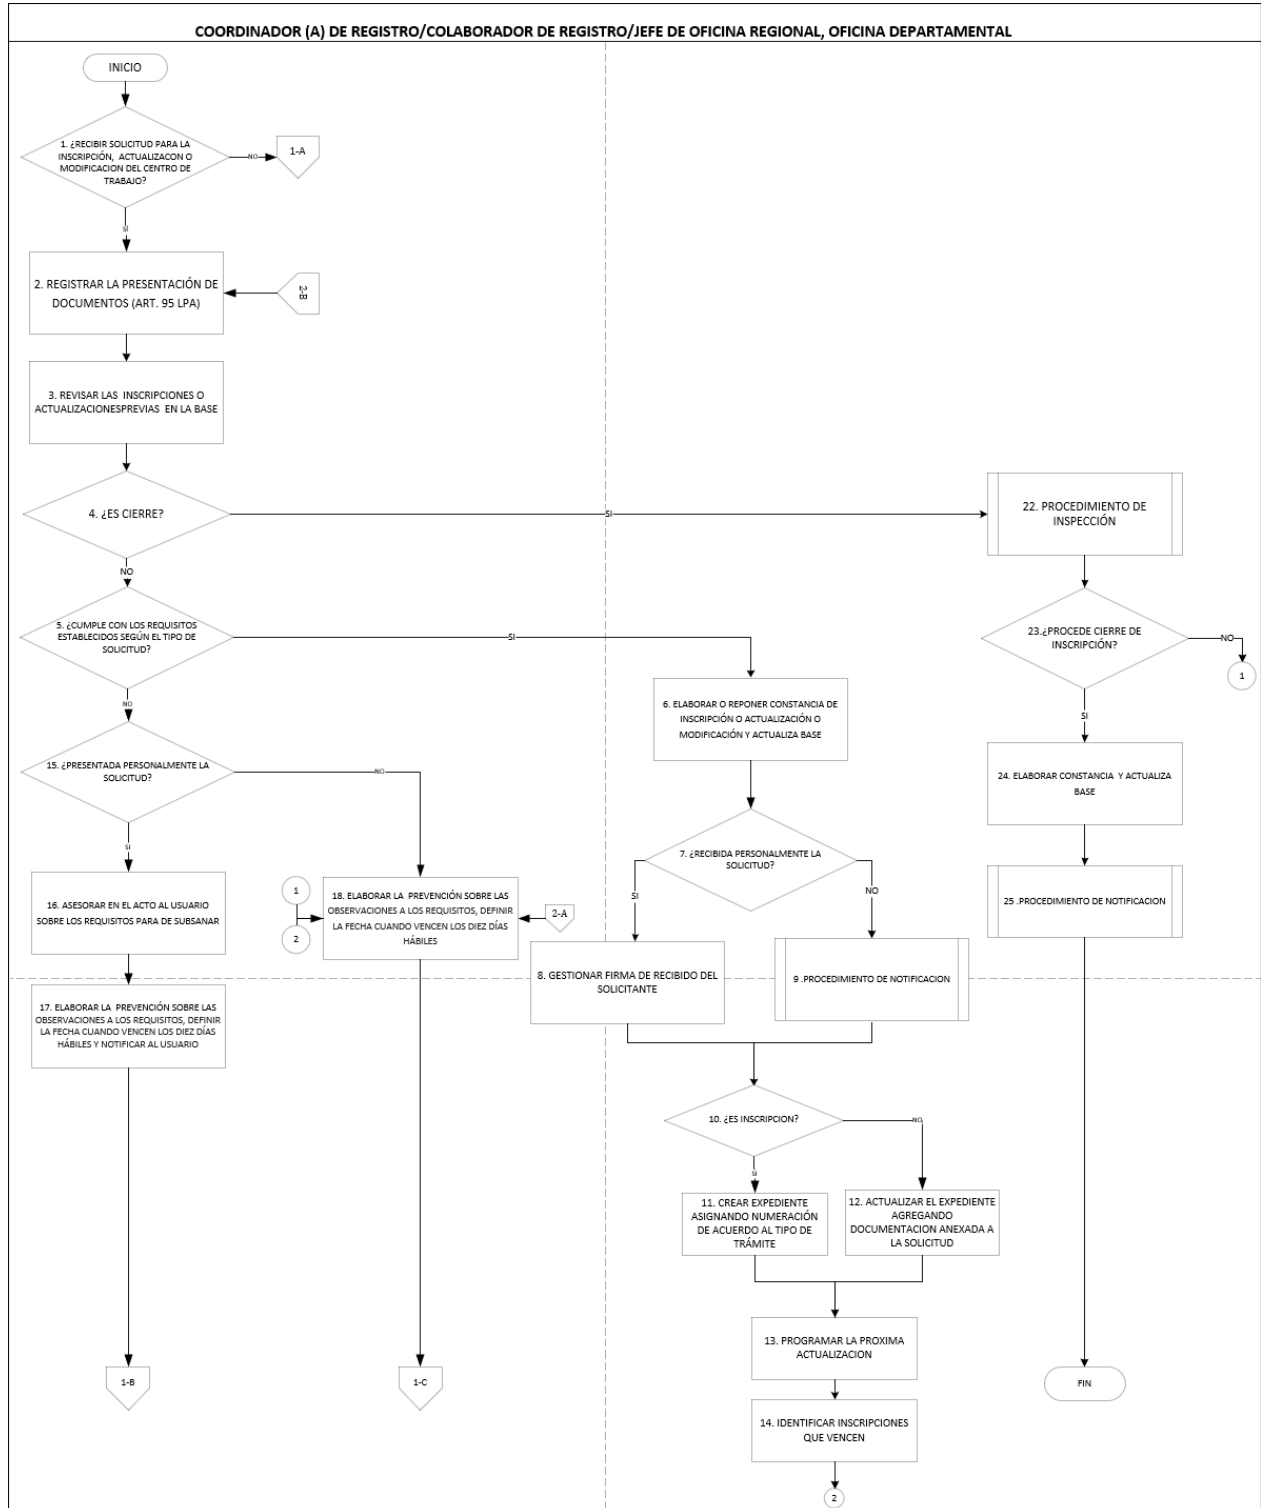 COORDINADOR (A) DE REGISTRO/COLABORADOR DE REGISTRO/JEFE DE OFICINA REGIONAL, OFICINA DEPARTAMENTAL
INICIO
1. ¿RECIBIR SOLICITUD PARA LA
INSCRIPCIÓN, ACTUALIZACON O
MODIFICACION DEL CENTRO DE
TRABAJO?
NO
1-A
SÍ
2. REGISTRAR LA PRESENTACIÓN DE
DOCUMENTOS (ART. 95 LPA)
2-B
3. REVISAR LAS INSCRIPCIONES O
ACTUALIZACIONESPREVIAS EN LA BASE
4. ¿ES CIERRE?
SI
22. PROCEDIMIENTO DE
INSPECCIÓN
NO
5. ¿CUMPLE CON LOS REQUISITOS
ESTABLECIDOS SEGÚN EL TIPO DE
SOLICITUD?
SI
23.¿PROCEDE CIERRE DE
INSCRIPCIÓN?
NO
1
6. ELABORAR O REPONER CONSTANCIA DE
INSCRIPCIÓN O ACTUALIZACIÓN O
MODIFICACIÓN Y ACTUALIZA BASE
NO
SI
15. ¿PRESENTADA PERSONALMENTE LA
SOLICITUD?
NO
24. ELABORAR CONSTANCIA Y ACTUALIZA
BASE
SI
7. ¿RECIBIDA PERSONALMENTE LA
SOLICITUD?
SI
NO
16. ASESORAR EN EL ACTO AL USUARIO
SOBRE LOS REQUISITOS PARA DE SUBSANAR
1
2
18. ELABORAR LA PREVENCIÓN SOBRE LAS
OBSERVACIONES A LOS REQUISITOS, DEFINIR
LA FECHA CUANDO VENCEN LOS DIEZ DÍAS
HÁBILES
2-A
25 .PROCEDIMIENTO DE NOTIFICACION
8. GESTIONAR FIRMA DE RECIBIDO DEL
SOLICITANTE
9 .PROCEDIMIENTO DE NOTIFICACION
17. ELABORAR LA PREVENCIÓN SOBRE LAS
OBSERVACIONES A LOS REQUISITOS, DEFINIR
LA FECHA CUANDO VENCEN LOS DIEZ DÍAS
HÁBILES Y NOTIFICAR AL USUARIO
10. ¿ES INSCRIPCION?
NO
SI
11. CREAR EXPEDIENTE
ASIGNANDO NUMERACIÓN
DE ACUERDO AL TIPO DE
TRÁMITE
12. ACTUALIZAR EL EXPEDIENTE
AGREGANDO
DOCUMENTACION ANEXADA A
LA SOLICITUD
13. PROGRAMAR LA PROXIMA
ACTUALIZACION
1-B
1-C
FIN
14. IDENTIFICAR INSCRIPCIONES
QUE VENCEN
2